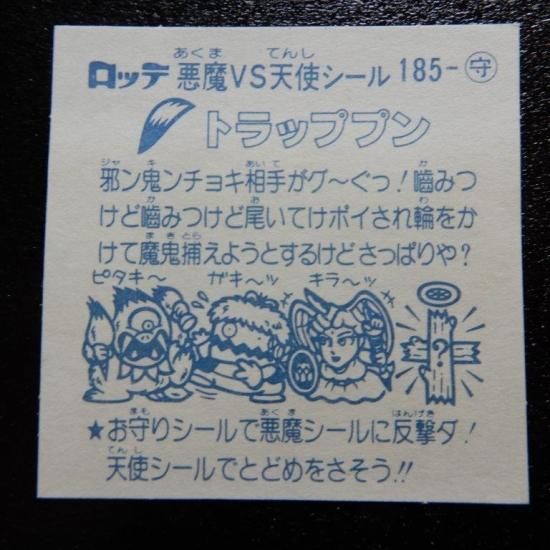 ロッテ 悪魔VS天使シール 185-守
トラッププン
邪ン鬼ンチョキ相手がグ〜ぐっ!噛みつ
けど噛みつけど尾いてけポイされ輪をか
けて魔鬼捕えようとするけどさっぱりや?
ピタキ〜 ガキ〜ッ キラ〜ッ
?
★お守りシールで悪魔シールに反撃ダ!
天使シールでとどめをさそう!!